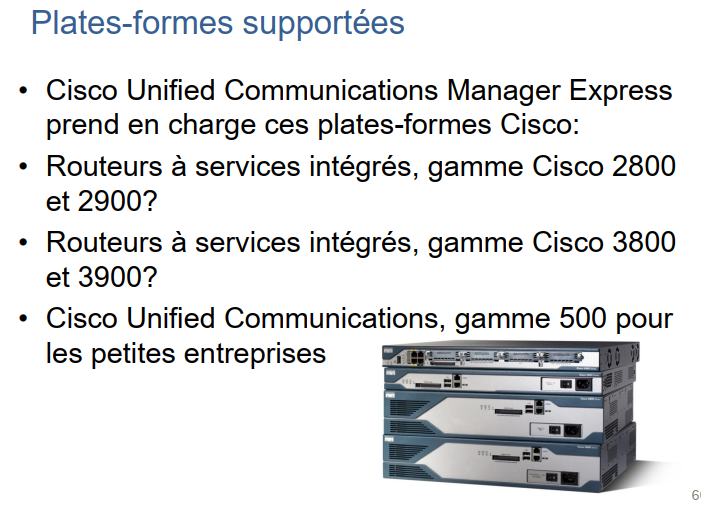 Plates-formes supportées
• Cisco Unified Communications Manager Express
prend en charge ces plates-formes Cisco:
• Routeurs à services intégrés, gamme Cisco 2800
et 2900?
• Routeurs à services intégrés, gamme Cisco 3800
et 3900?
• Cisco Unified Communications, gamme 500 pour
les petites entreprises